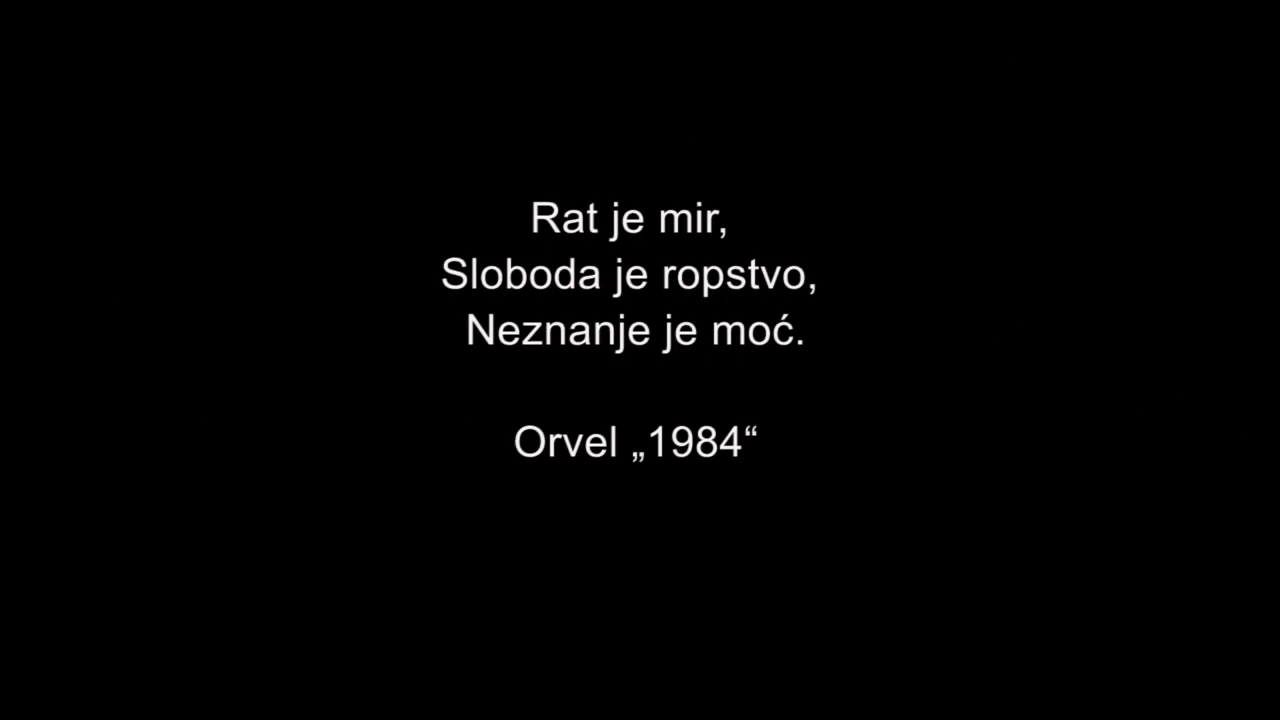 Rat je mir,
Sloboda je ropstvo,
Neznanje je moć.
Orvel „1984“